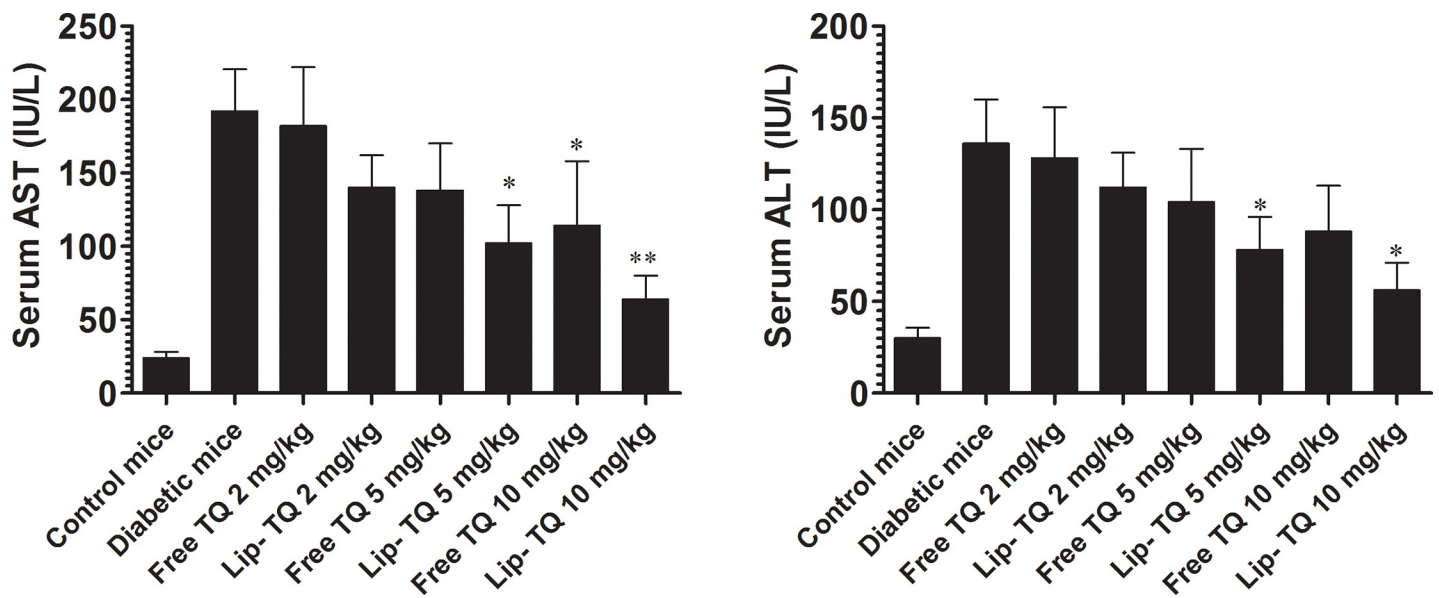 Serum AST (IU/L)
250
200
150
100
50
0
*
*
**
Control mice
Diabetic mice
Free TQ 2 mg/kg
Lip- TQ 2 mg/kg
Free TQ 5 mg/kg
Lip- TQ 5 mg/kg
Free TQ 10 mg/kg
Lip- TQ 10 mg/kg
Serum ALT (IU/L)
200
150
100
50
0
*
*
Control mice
Diabetic mice
Free TQ 2 mg/kg
Lip- TQ 2 mg/kg
Free TQ 5 mg/kg
Lip- TQ 5 mg/kg
Free TQ 10 mg/kg
Lip- TQ 10 mg/kg